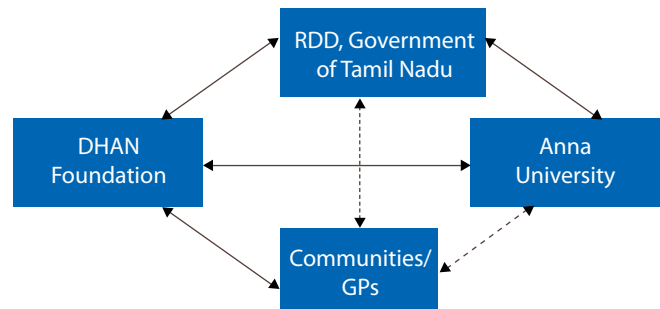 RDD, Government
of Tamil Nadu
DHAN
Foundation
Anna
University
Communities/
GPs